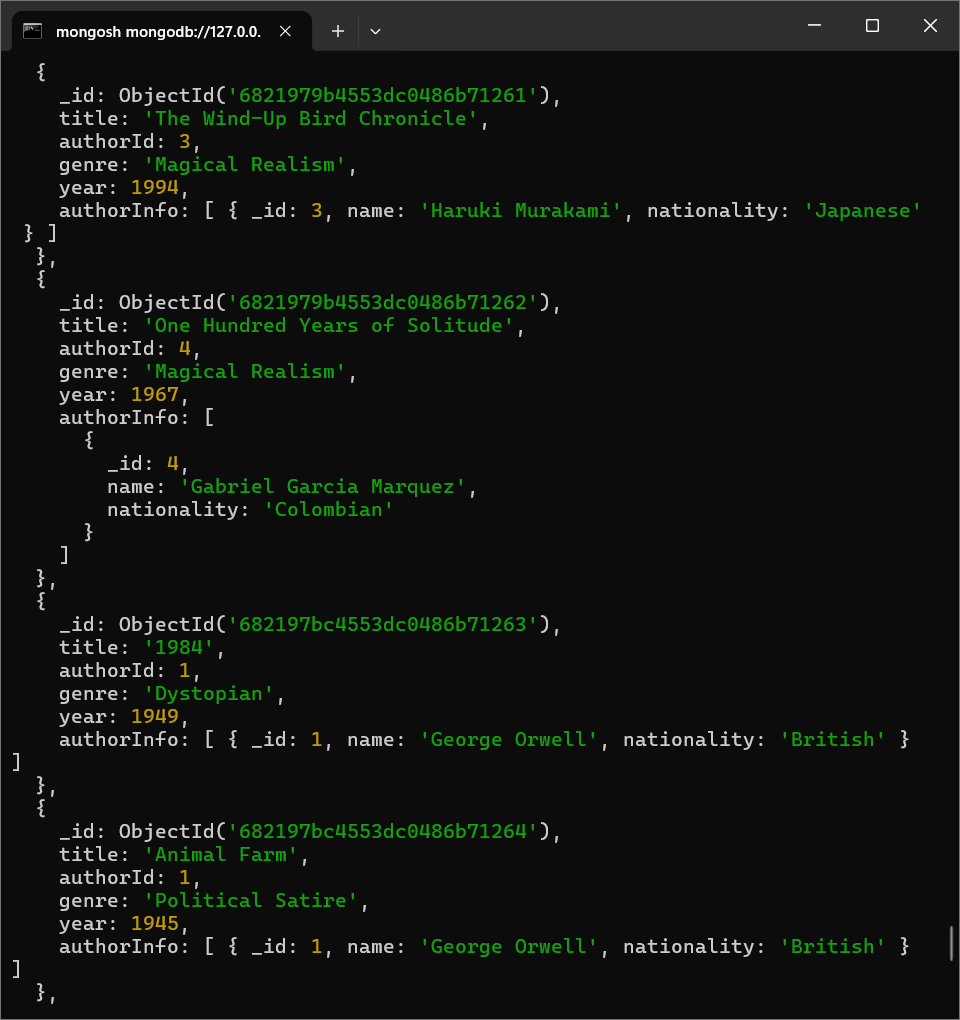 mongosh mongodb://127.0.0.
  {
    _id: ObjectId('6821979b4553dc0486b71261'),
    title: 'The Wind-Up Bird Chronicle',
    authorId: 3,
    genre: 'Magical Realism',
    year: 1994,
    authorInfo: [ { _id: 3, name: 'Haruki Murakami', nationality: 'Japanese'
 } ]
  },
  {
    _id: ObjectId('6821979b4553dc0486b71262'),
    title: 'One Hundred Years of Solitude',
    authorId: 4,
    genre: 'Magical Realism',
    year: 1967,
    authorInfo: [
      {
        _id: 4,
        name: 'Gabriel Garcia Marquez',
        nationality: 'Colombian'
      }
    ]
  },
  {
    _id: ObjectId('682197bc4553dc0486b71263'),
    title: '1984',
    authorId: 1,
    genre: 'Dystopian',
    year: 1949,
    authorInfo: [ { _id: 1, name: 'George Orwell', nationality: 'British' }
]
  },
  {
    _id: ObjectId('682197bc4553dc0486b71264'),
    title: 'Animal Farm',
    authorId: 1,
    genre: 'Political Satire',
    year: 1945,
    authorInfo: [ { _id: 1, name: 'George Orwell', nationality: 'British' }
]
  },